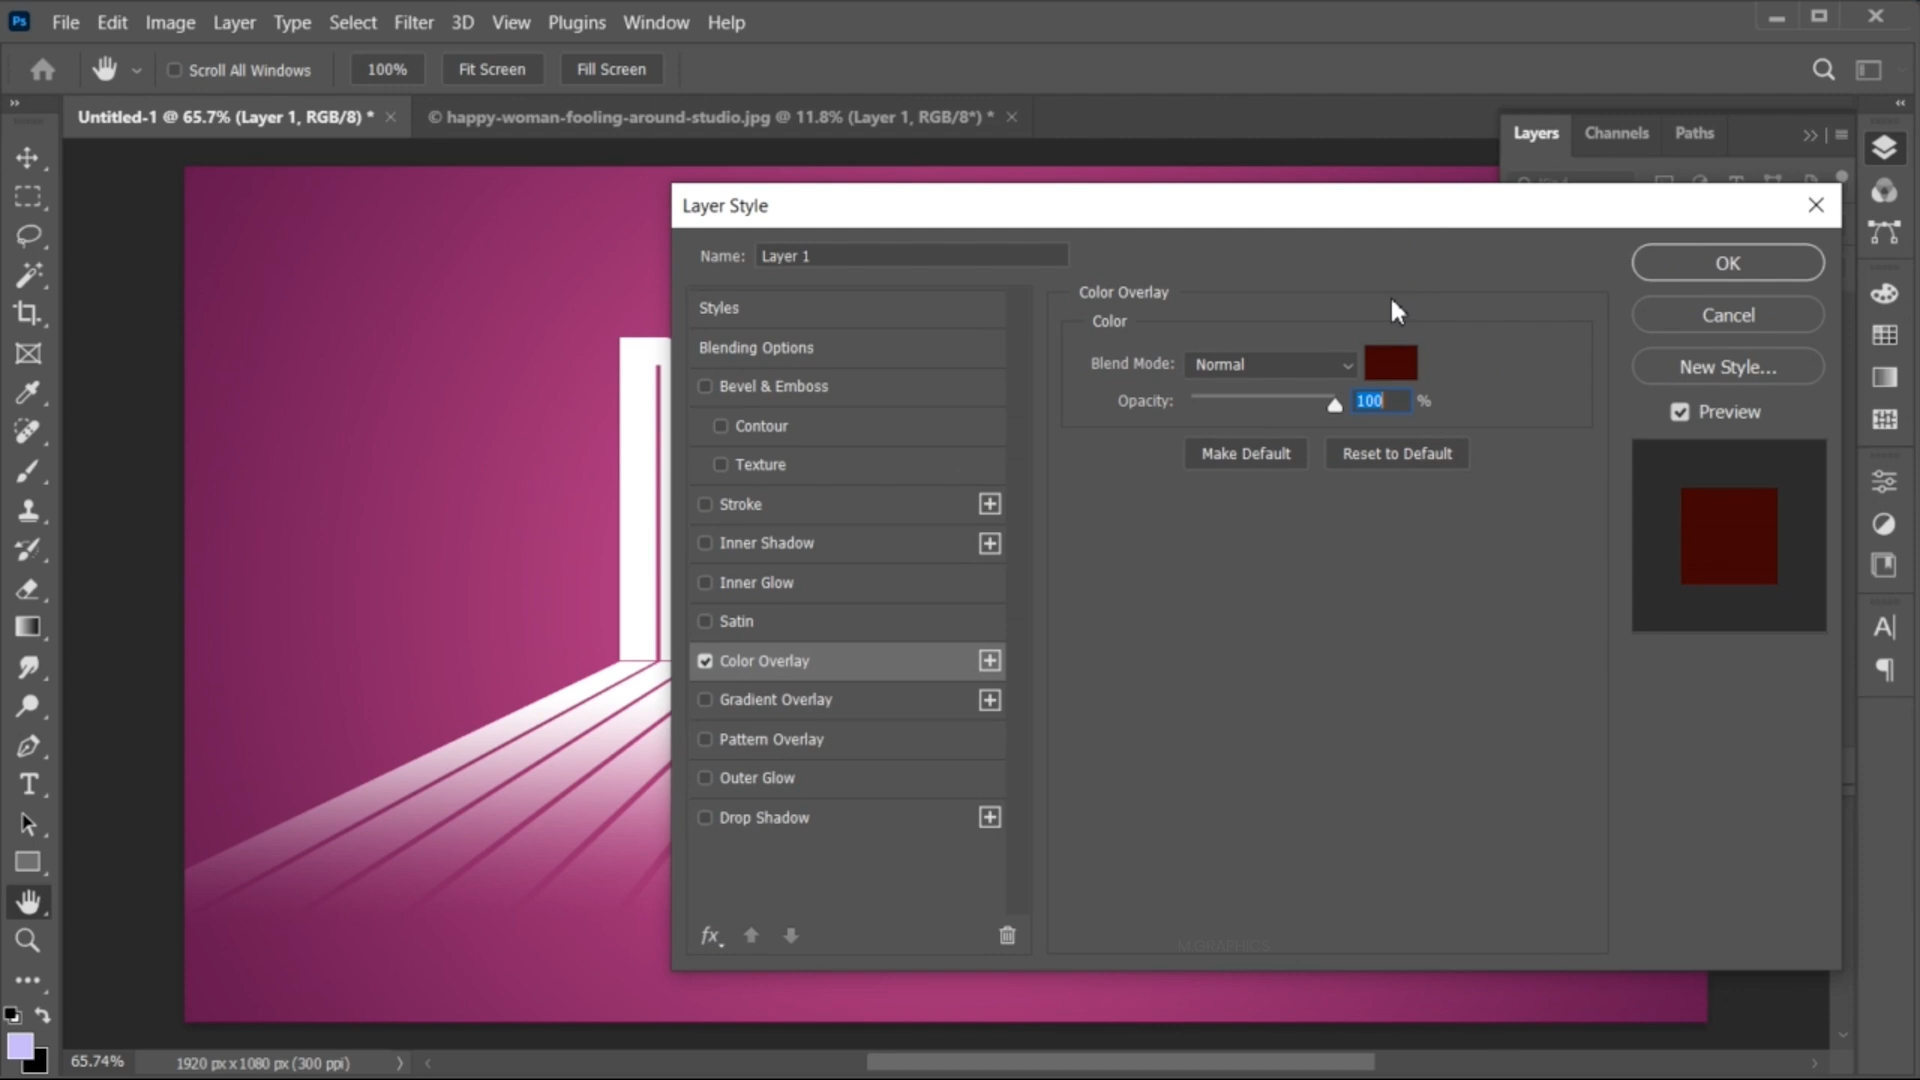 Ps File Edit Image Layer Type Select Filter 3D View Plugins Window Help
Scroll All Windows 100% Fit Screen Fill Screen
Untitled-1 @ 65.7% (Layer 1, RGB/8) * © happy-woman-fooling-around-studio.jpg @ 11.8% (Layer 1, RGB/8*) *
Layers Channels Paths
Layer Style
Name: Layer 1
OK
Cancel
New Style...
Preview
Styles
Blending Options
Bevel & Emboss
Contour
Texture
Stroke
Inner Shadow
Inner Glow
Satin
Color Overlay
Gradient Overlay
Pattern Overlay
Outer Glow
Drop Shadow
fx
Color Overlay
Color
Blend Mode: Normal
Opacity: 100 %
Make Default Reset to Default
M.GRAPHICS
65.74% 1920 px x 1080 px (300 ppi)